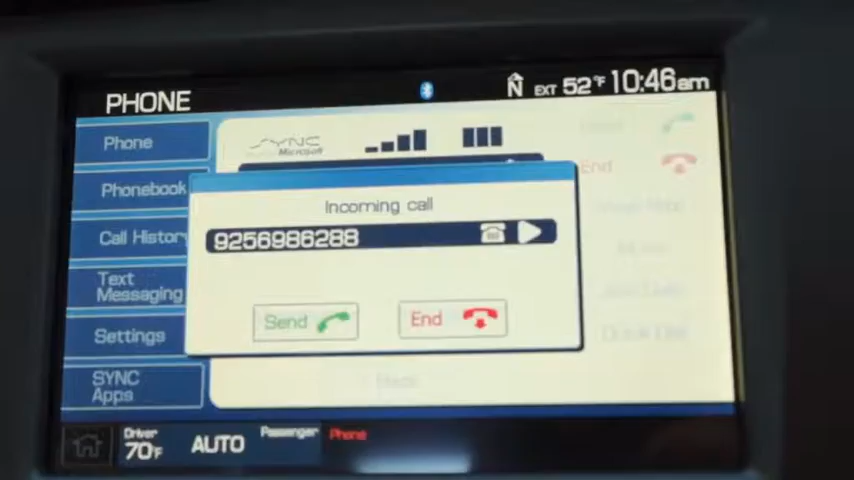 PHONE
N EXT 52°F 10:46am
Phone
Phonebook
Call History
Text
Messaging
Settings
SYNC
Apps
SYNC
Microsoft
End
Incoming call
9256986288
Send
End
Driver
70°F
AUTO
Passenger
Phone